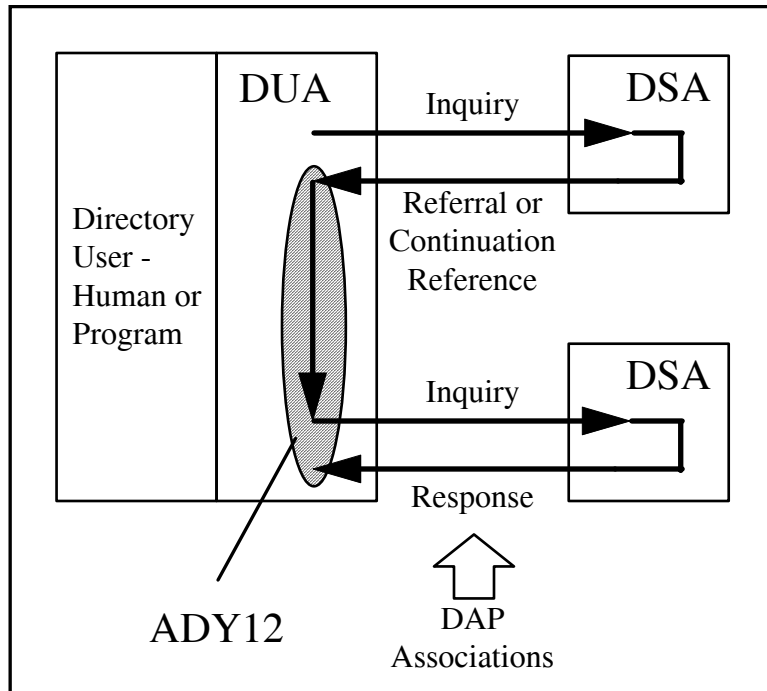 DUA
DSA
Inquiry
Referral or
Continuation
Reference
Directory
User -
Human or
Program
DSA
Inquiry
Response
ADY12
DAP
Associations